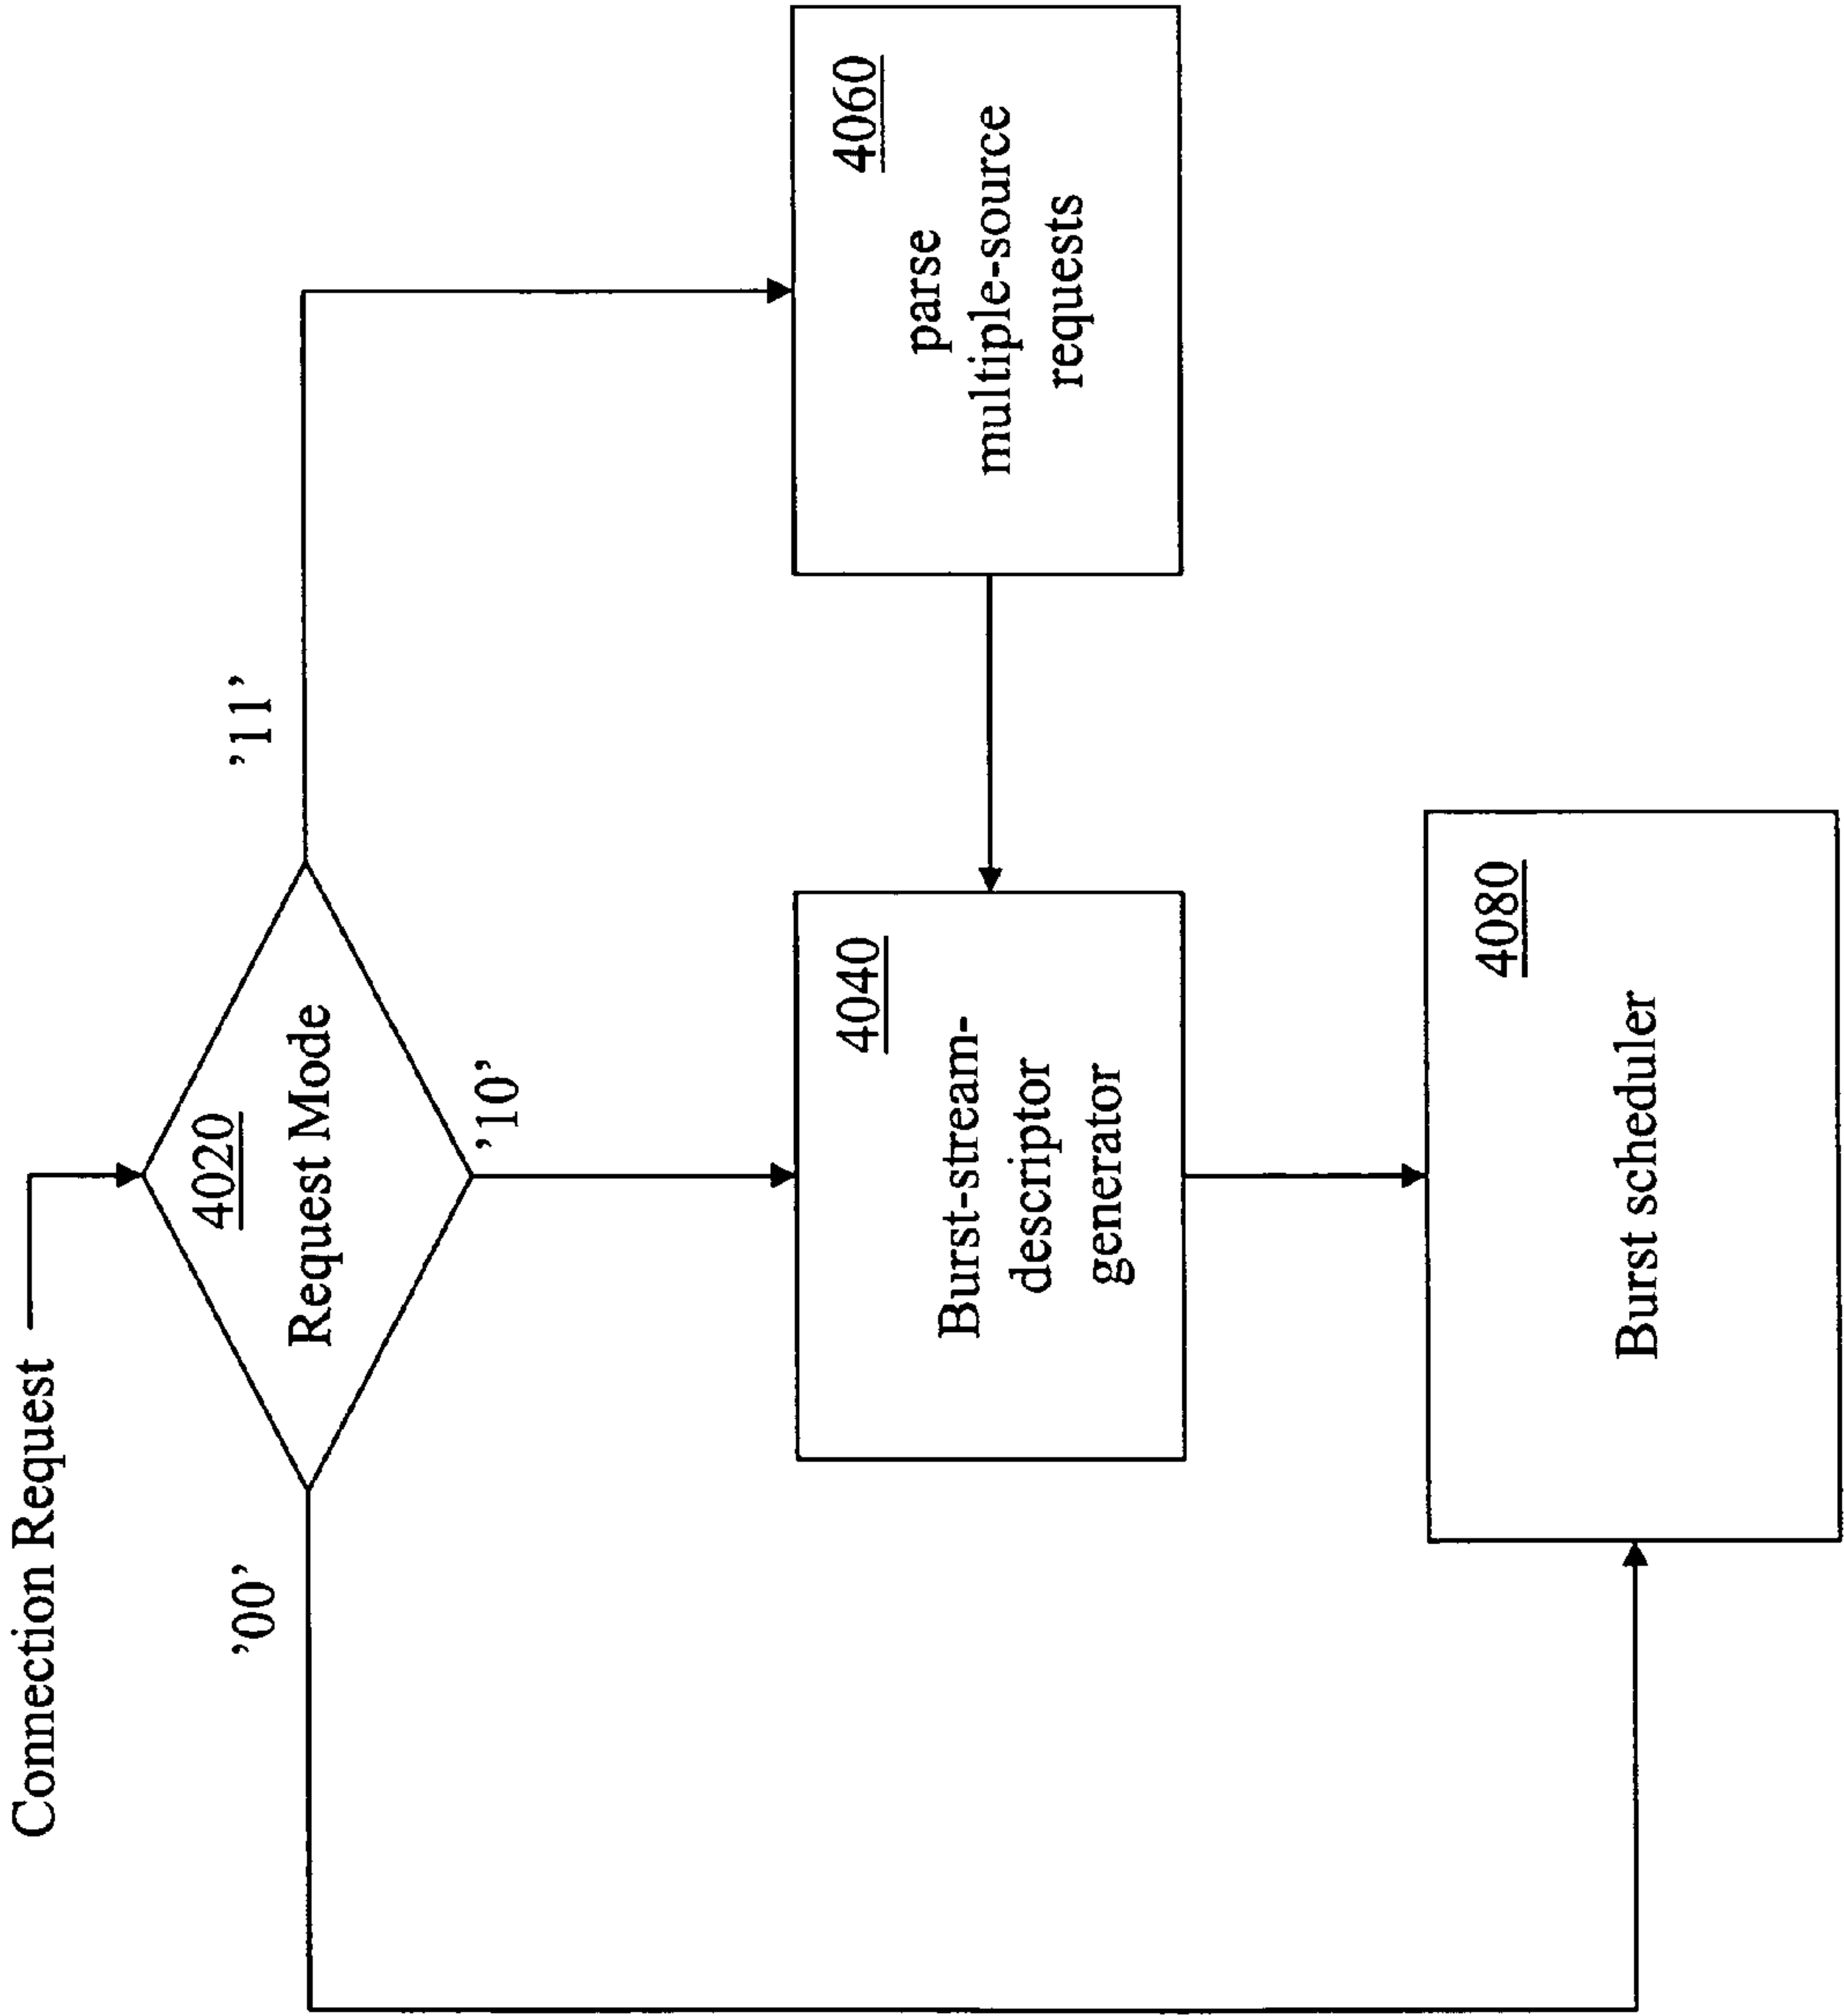 Connection Request
4020
Request Mode
’00’
’10’
’11’
4040
Burst-stream-
descriptor
generator
4060
parse
multiple-source
requests
4080
Burst scheduler